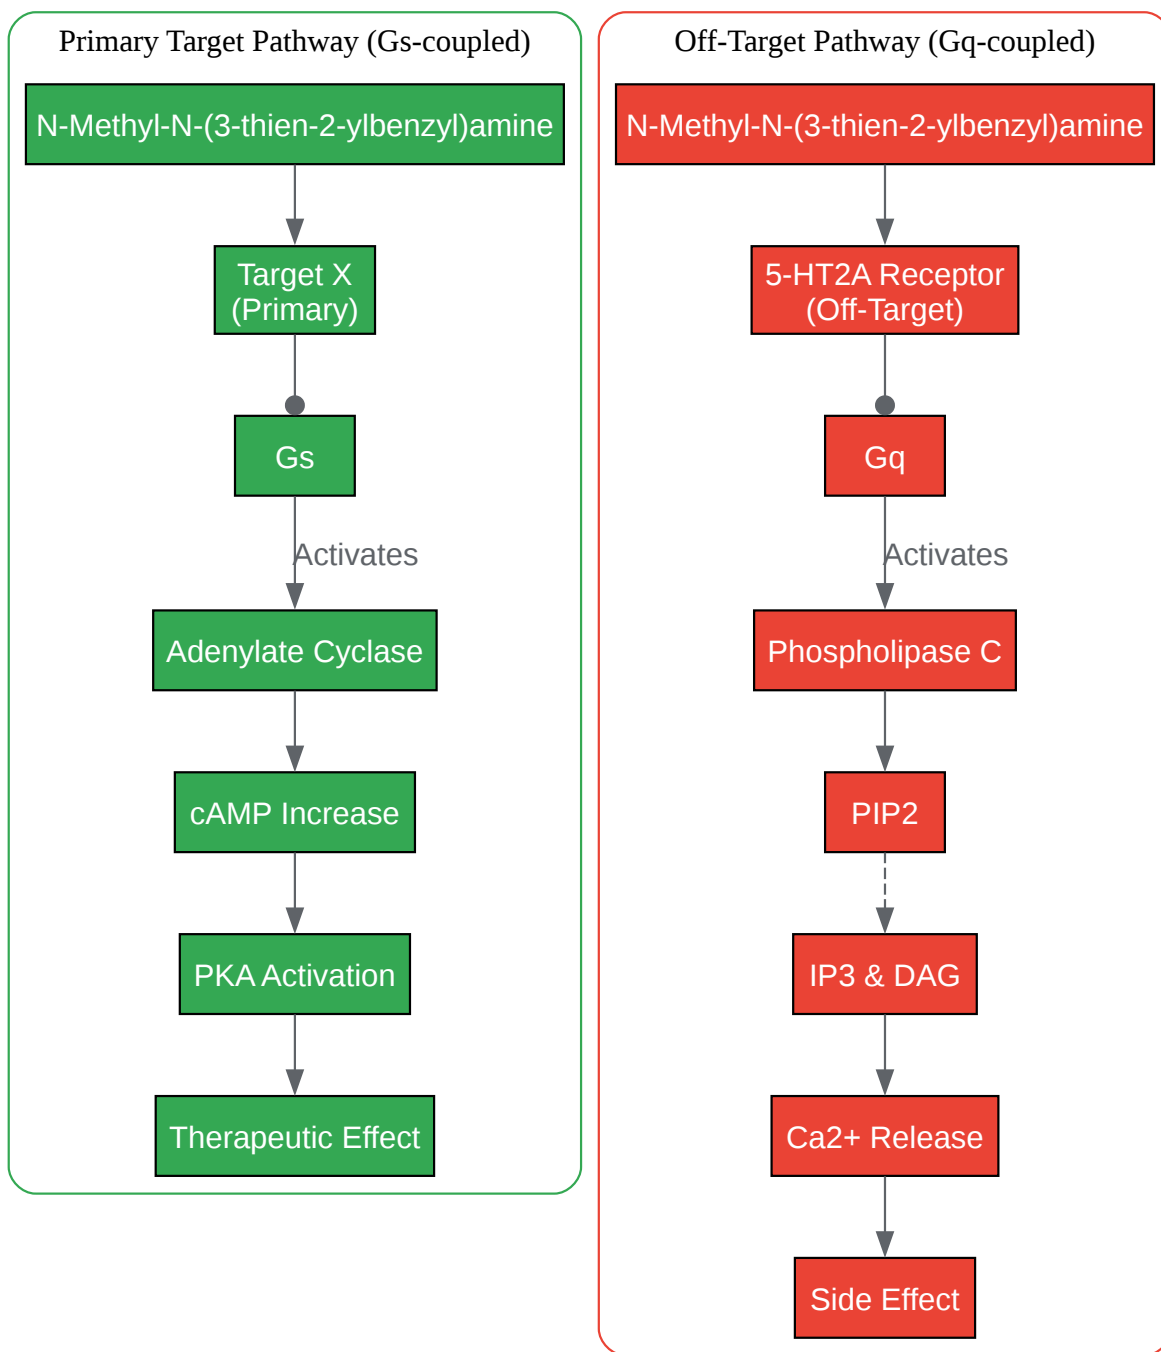 Primary Target Pathway (Gs-coupled)
N-Methyl-N-(3-thien-2-ylbenzyl)amine
Target X
(Primary)
Gs
Activates
Adenylate Cyclase
cAMP Increase
PKA Activation
Therapeutic Effect
Off-Target Pathway (Gq-coupled)
N-Methyl-N-(3-thien-2-ylbenzyl)amine
5-HT2A Receptor
(Off-Target)
Gq
Activates
Phospholipase C
PIP2
IP3 & DAG
Ca2+ Release
Side Effect